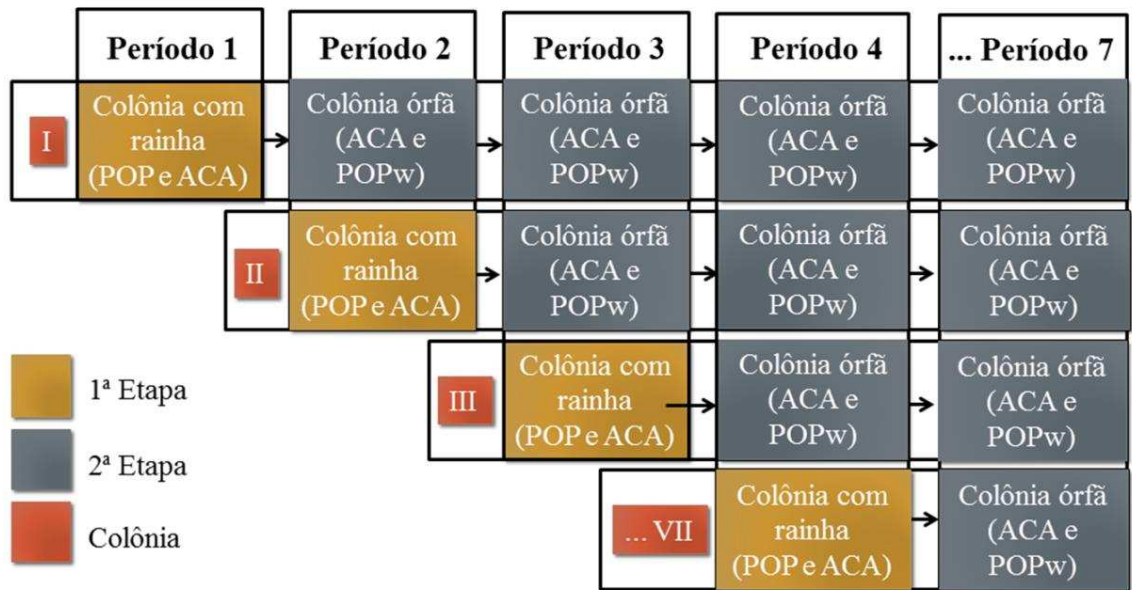 Período 1
Período 2
Período 3
Período 4
... Período 7
I
Colônia com
rainha
(POP e ACA)
Colônia órfã
(ACA e
POPw)
Colônia órfã
(ACA e
POPw)
Colônia órfã
(ACA e
POPw)
Colônia órfã
(ACA e
POPw)
II
Colônia com
rainha
(POP e ACA)
Colônia órfã
(ACA e
POPw)
Colônia órfã
(ACA e
POPw)
Colônia órfã
(ACA e
POPw)
III
Colônia com
rainha
(POP e ACA)
Colônia órfã
(ACA e
POPw)
Colônia órfã
(ACA e
POPw)
... VII
Colônia com
rainha
(POP e ACA)
Colônia órfã
(ACA e
POPw)
1ª Etapa
2ª Etapa
Colônia